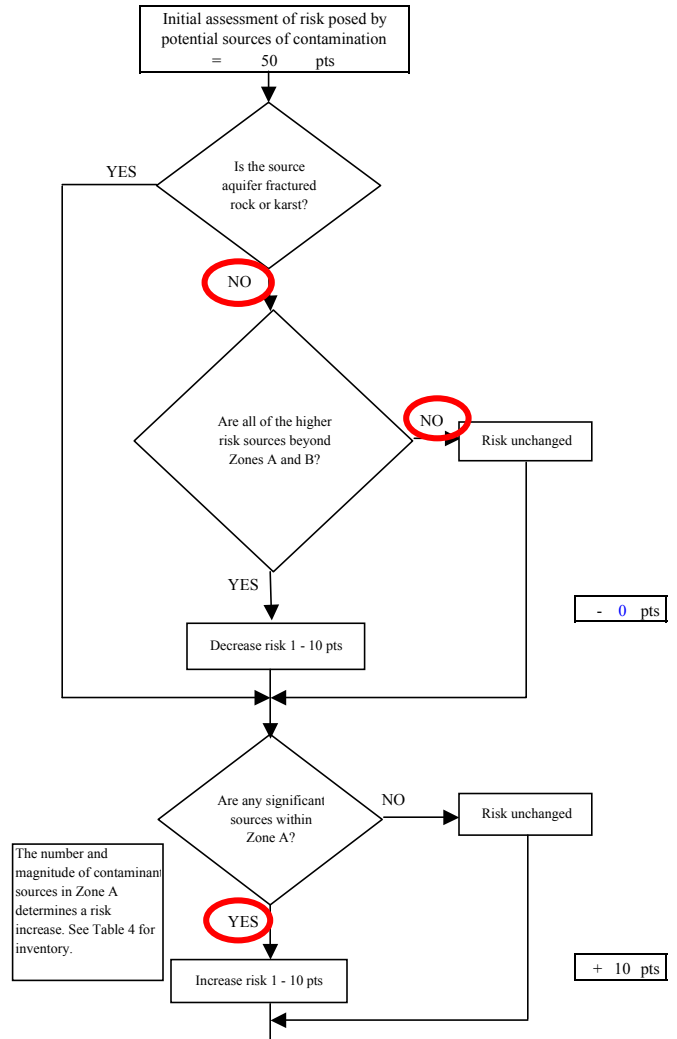 Initial assessment of risk posed by
potential sources of contamination
= 50 pts
YES
Is the source
aquifer fractured
rock or karst?
NO
Are all of the higher
risk sources beyond
Zones A and B?
NO
Risk unchanged
YES
- 0 pts
Decrease risk 1 - 10 pts
Are any significant
sources within
Zone A?
NO
Risk unchanged
The number and
magnitude of contaminant
sources in Zone A
determines a risk
increase. See Table 4 for
inventory.
YES
+ 10 pts
Increase risk 1 - 10 pts